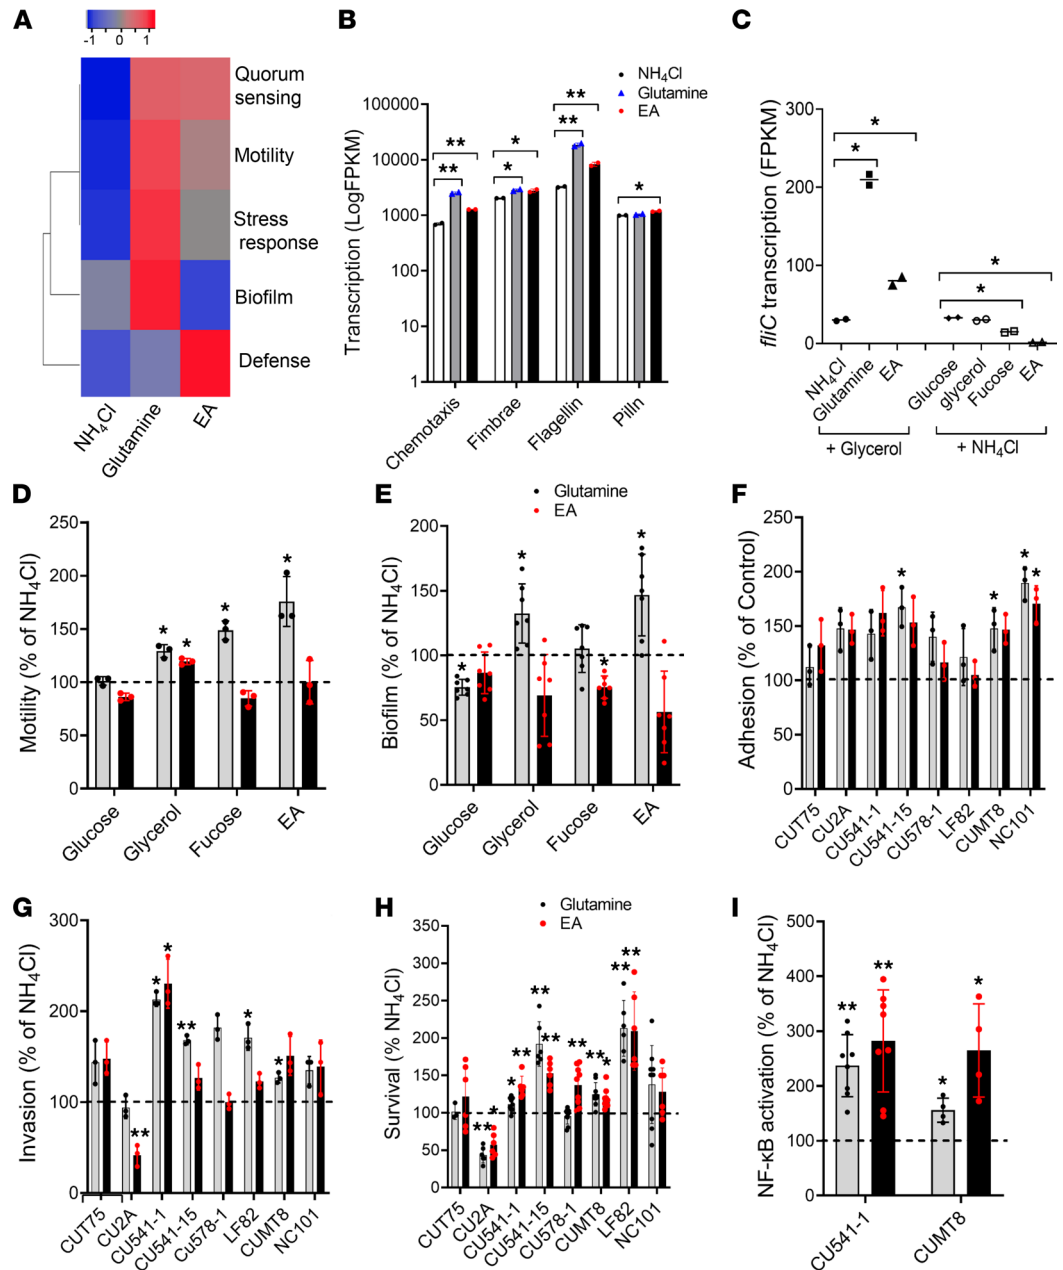 A
-1 0 1
Quorum
sensing
Motility
Stress
response
Biofilm
Defense
NH₄Cl
Glutamine
EA
B
NH₄Cl
Glutamine
EA
Transcription (LogFPKM)
100000
10000
1000
100
10
1
** **
* *
** **
*
Chemotaxis
Fimbrae
Flagellin
Pilln
C
fliC transcription (FPKM)
300
200
100
0
* *
* *
NH₄Cl
Glutamine
EA
Glucose
glycerol
Fucose
EA
+ Glycerol
+ NH₄Cl
D
Motility (% of NH₄Cl)
250
200
150
100
50
0
* * * *
Glucose
Glycerol
Fucose
EA
E
Glutamine
EA
Biofilm (% of NH₄Cl)
200
150
100
50
0
* * * *
Glucose
Glycerol
Fucose
EA
F
Adhesion (% of Control)
250
200
150
100
50
0
* * * *
CUT75
CU2A
CU541-1
CU541-15
CU578-1
LF82
CUMT8
NC101
G
Invasion (% of NH₄Cl)
300
200
100
0
** * * ** * *
CUT75
CU2A
CU541-1
CU541-15
Cu578-1
LF82
CUMT8
NC101
H
Glutamine
EA
Survival (% NH₄Cl)
350
300
250
200
150
100
50
0
** * * ** ** ** ** ** * ** **
CUT75
CU2A
CU541-1
CU541-15
CU578-1
CUMT8
LF82
NC101
I
NF-κB activation (% of NH₄Cl)
500
400
300
200
100
0
** ** * *
CU541-1
CUMT8